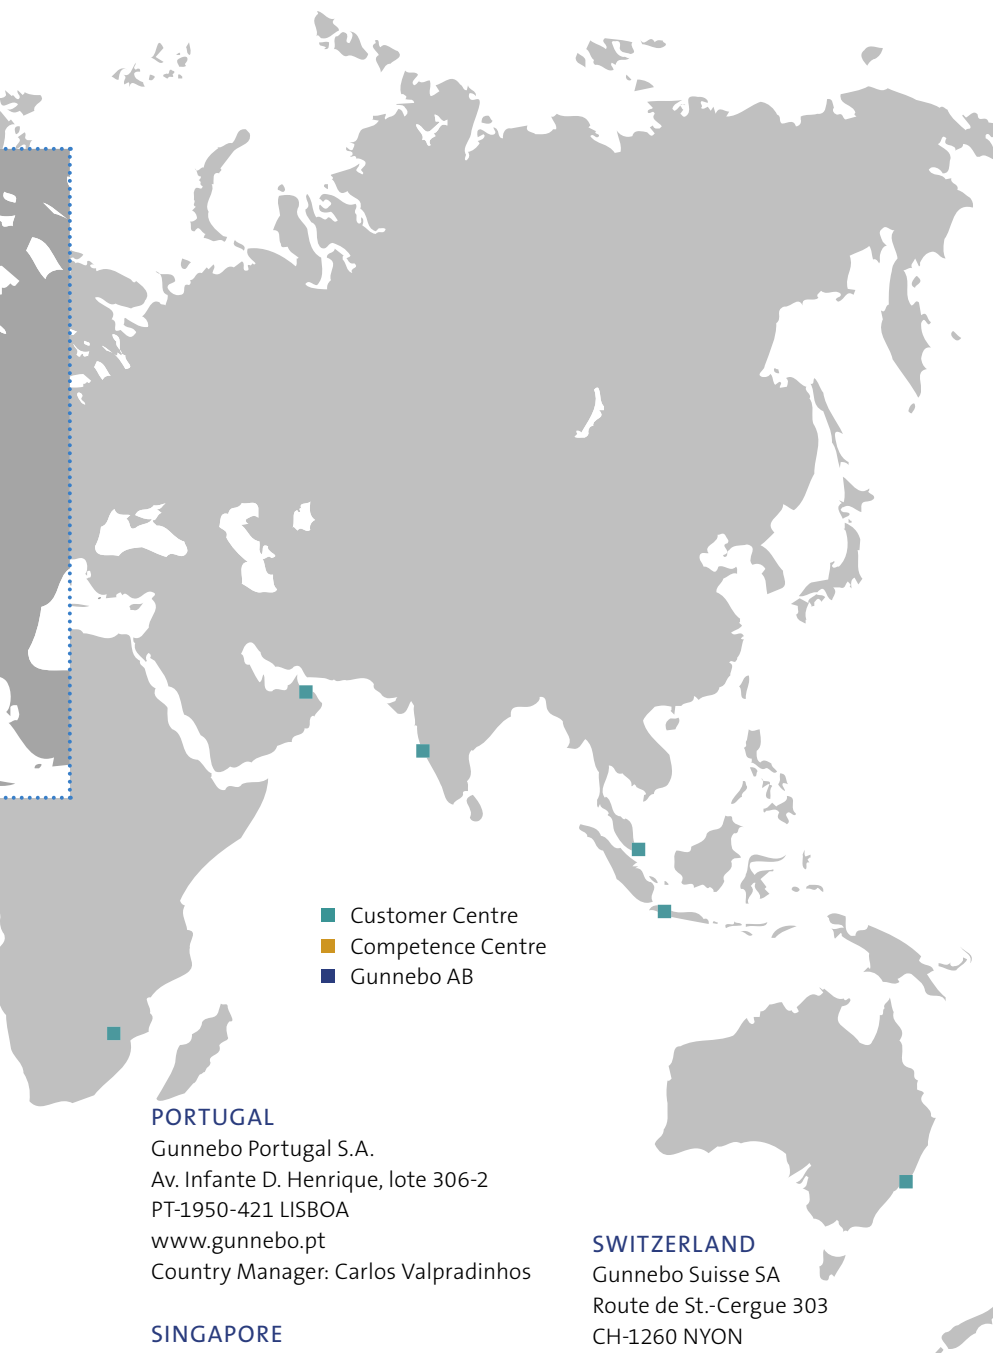 Customer Centre
Competence Centre
Gunnebo AB
PORTUGAL
Gunnebo Portugal S.A.
Av. Infante D. Henrique, lote 306-2
PT-1950-421 LISBOA
www.gunnebo.pt
Country Manager: Carlos Valpradinhos
SINGAPORE
SWITZERLAND
Gunnebo Suisse SA
Route de St.-Cergue 303
CH-1260 NYON